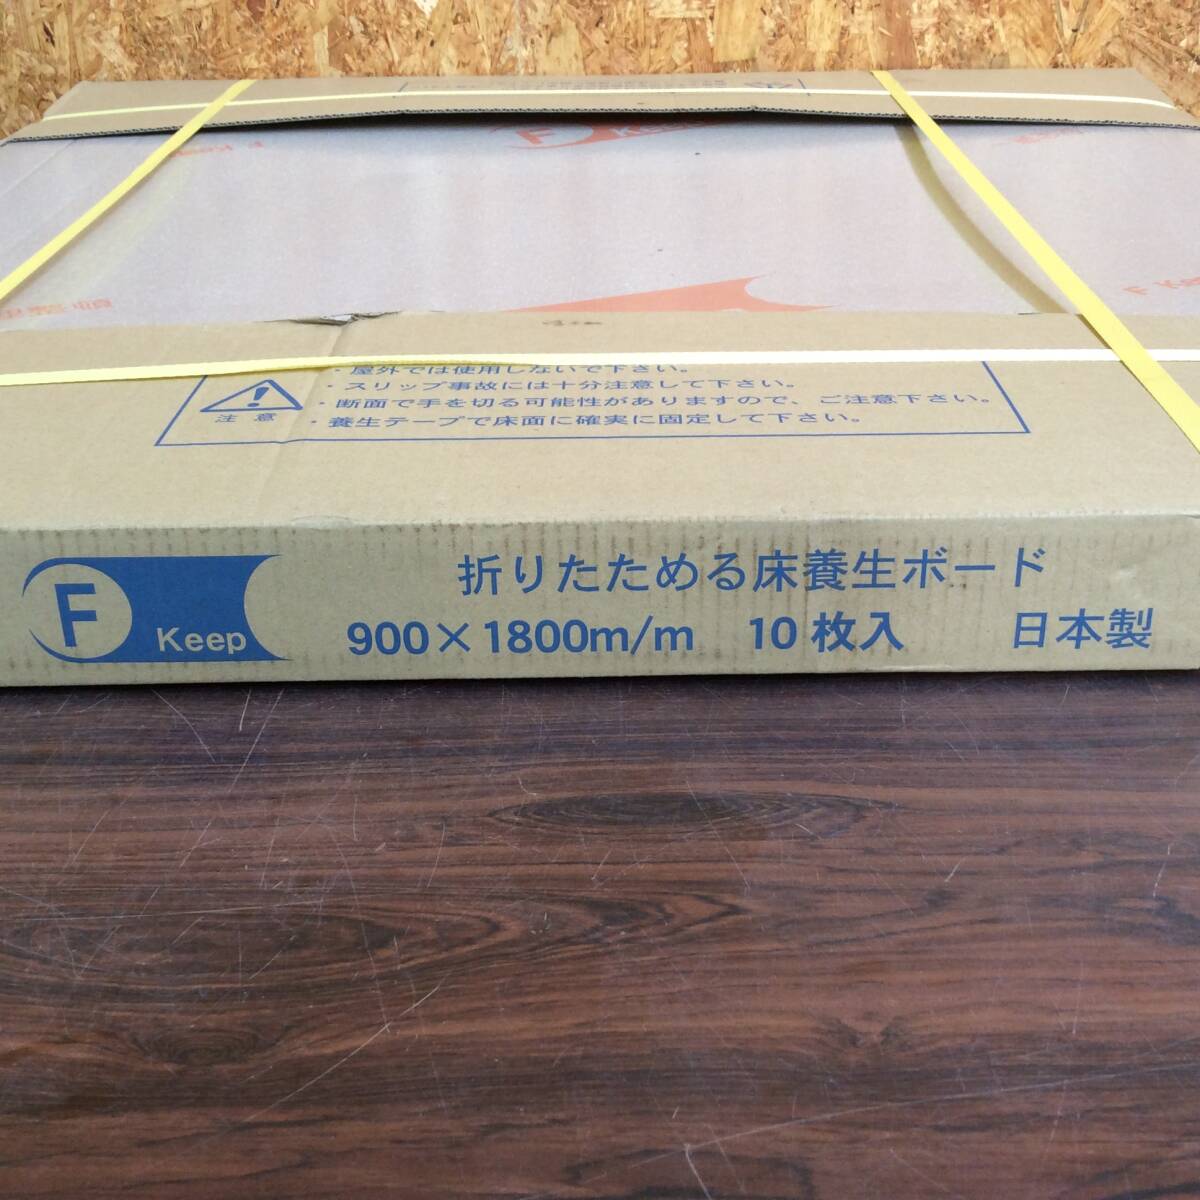 F Keep
F Keep
F Keep
・屋外では使用しないで下さい。
・スリップ事故には十分注意して下さい。
・断面で手を切る可能性がありますので、ご注意下さい。
・養生テープで床面に確実に固定して下さい。
注意
F Keep
折りたためる床養生ボード
900×1800m/m 10枚入 日本製